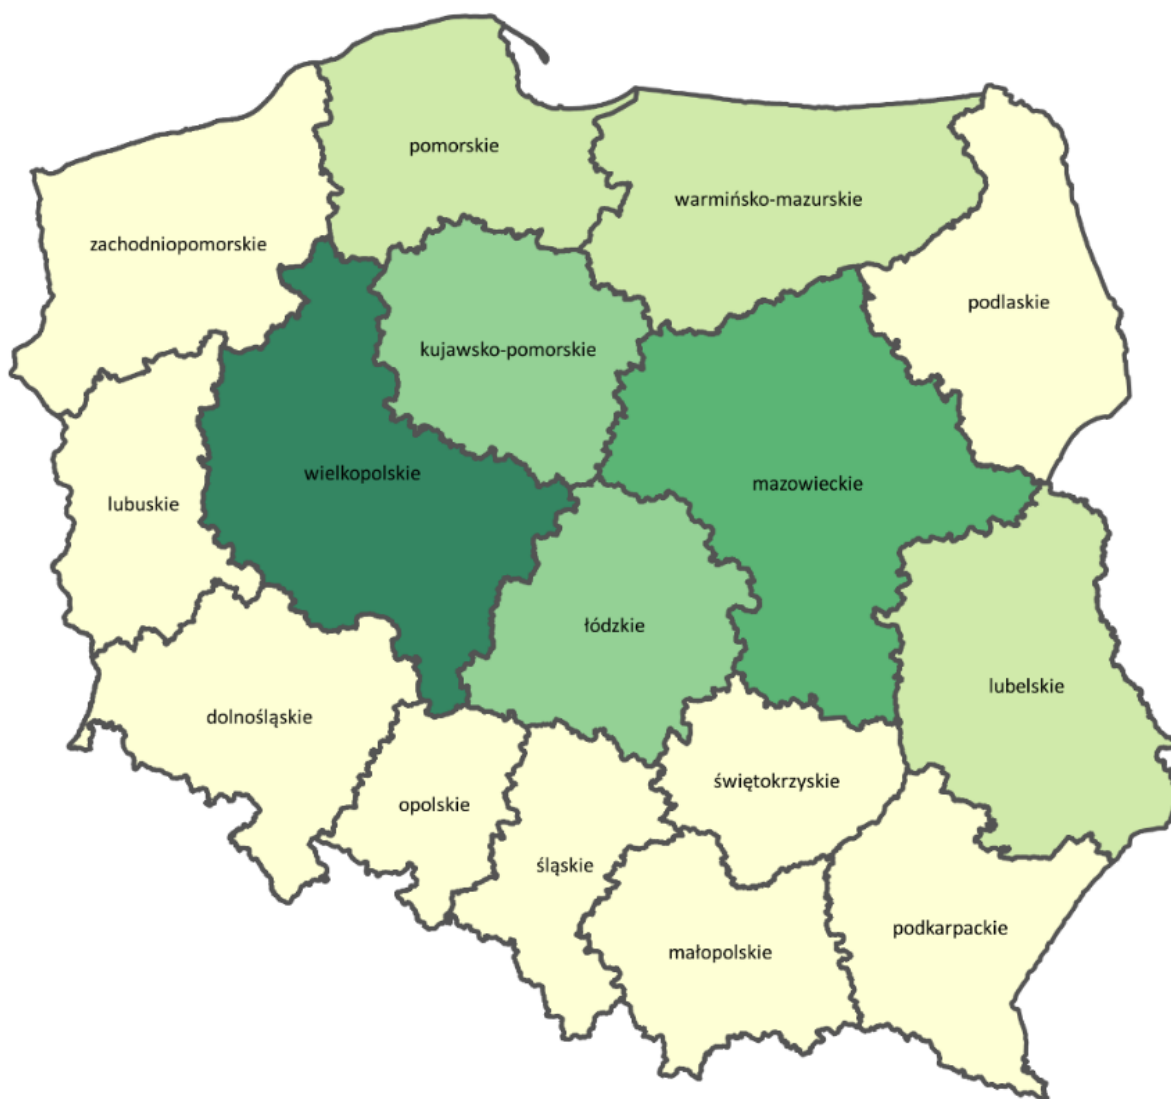 pomorskie
warmińsko-mazurskie
zachodniopomorskie
podlaskie
kujawsko-pomorskie
wielkopolskie
mazowieckie
lubuskie
łódzkie
lubelskie
dolnośląskie
świętokrzyskie
opolskie
śląskie
podkarpackie
małopolskie